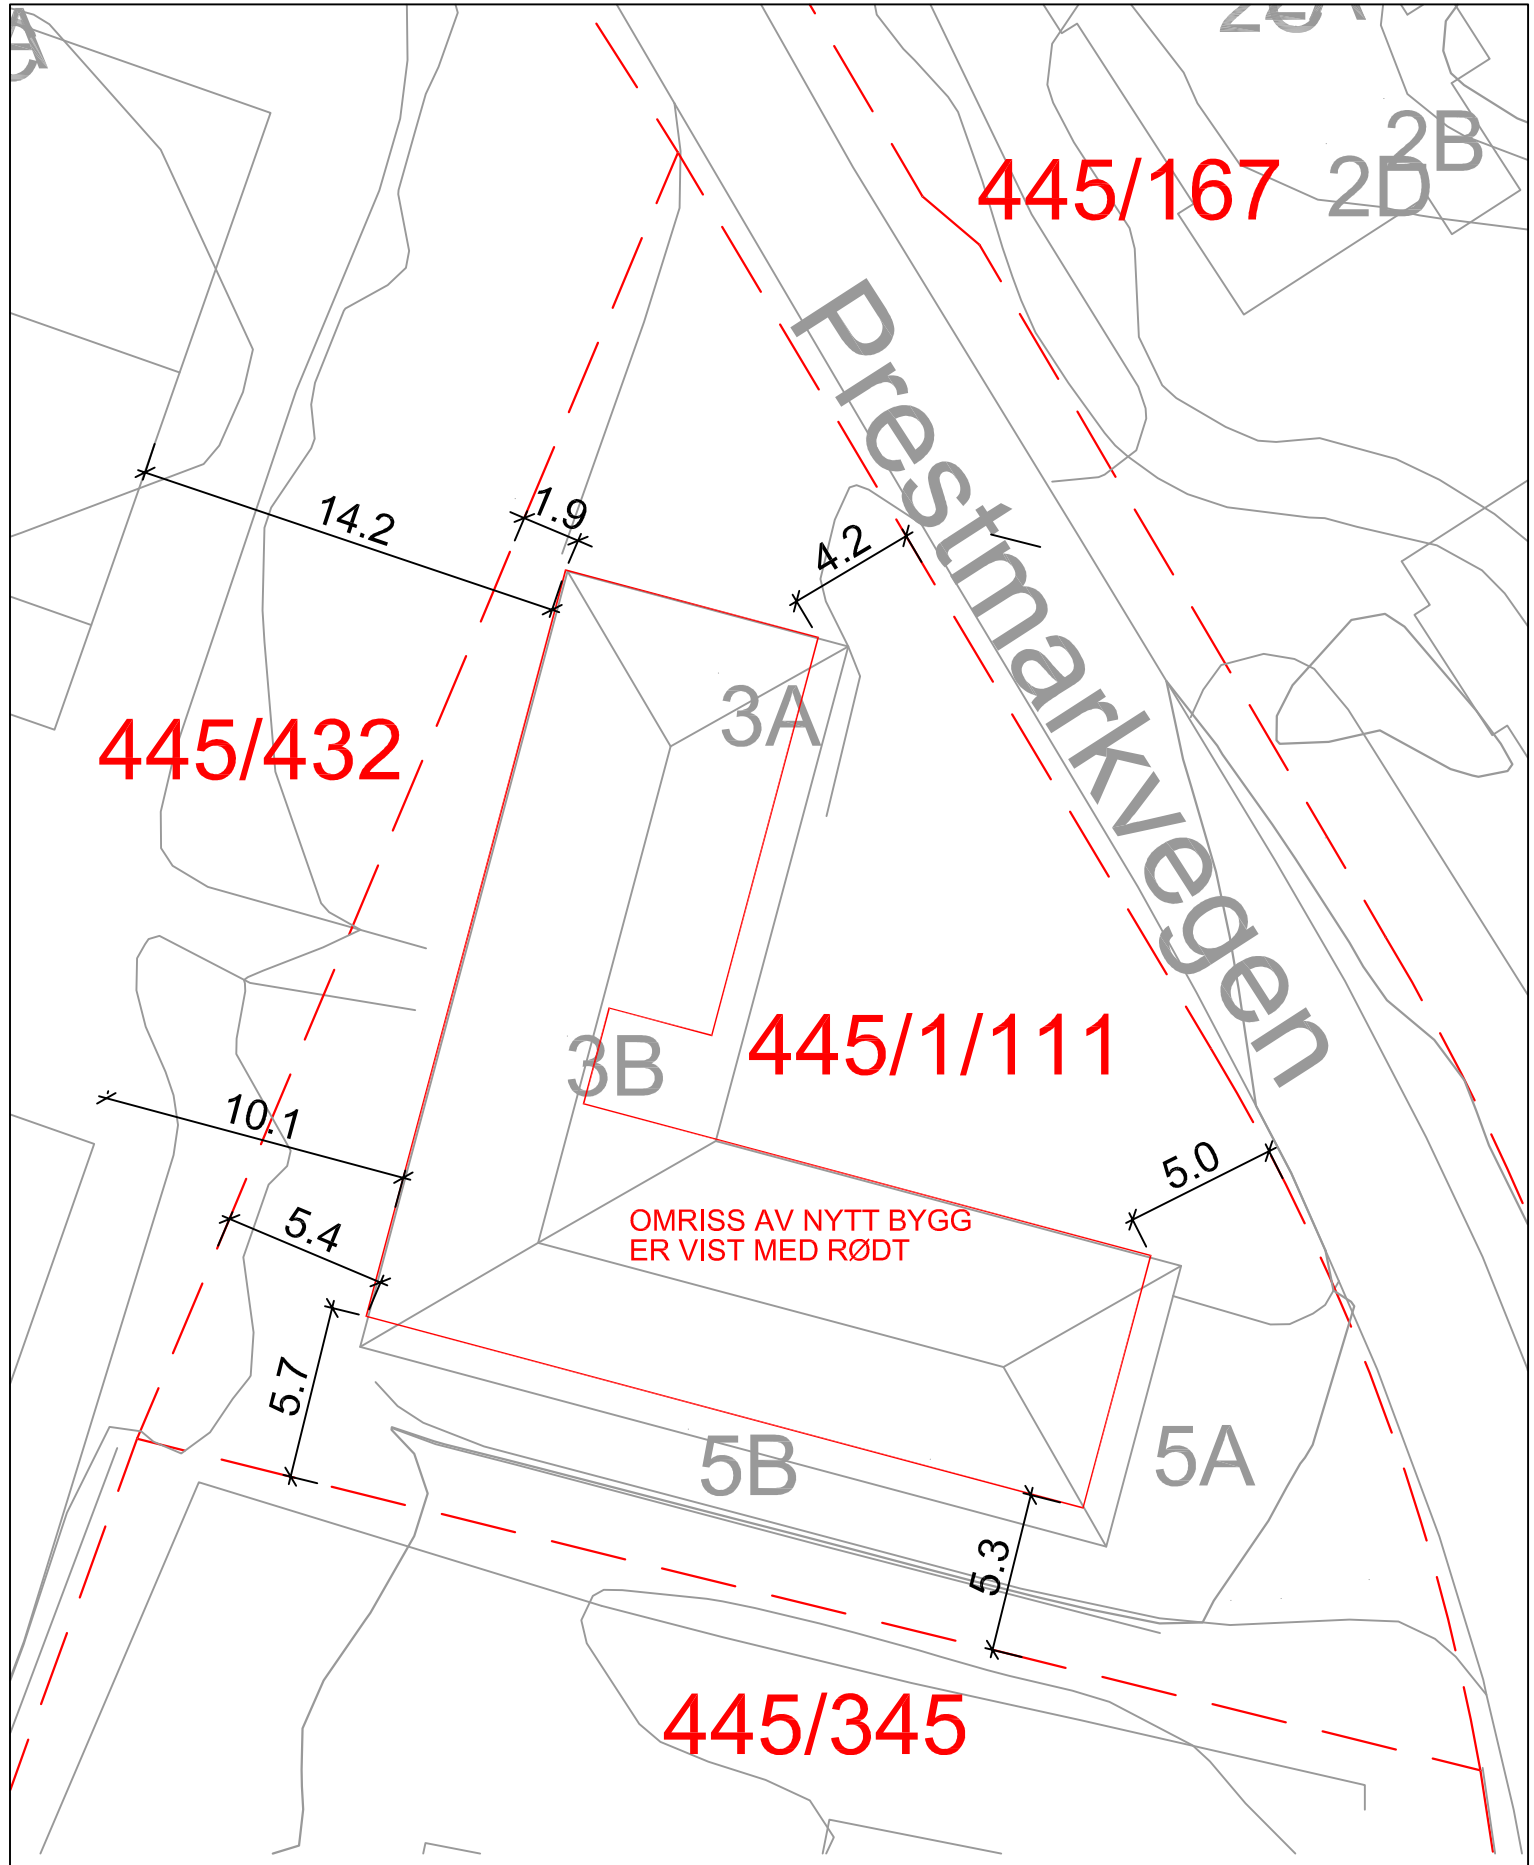 2B
2D
445/167
Prestmarkvegen
14.2
1.9
4.2
3A
445/432
445/1/111
3B
10.1
5.0
5.4
OMRISS AV NYTT BYGG
ER VIST MED RØDT
5.7
5B
5A
5.3
445/345